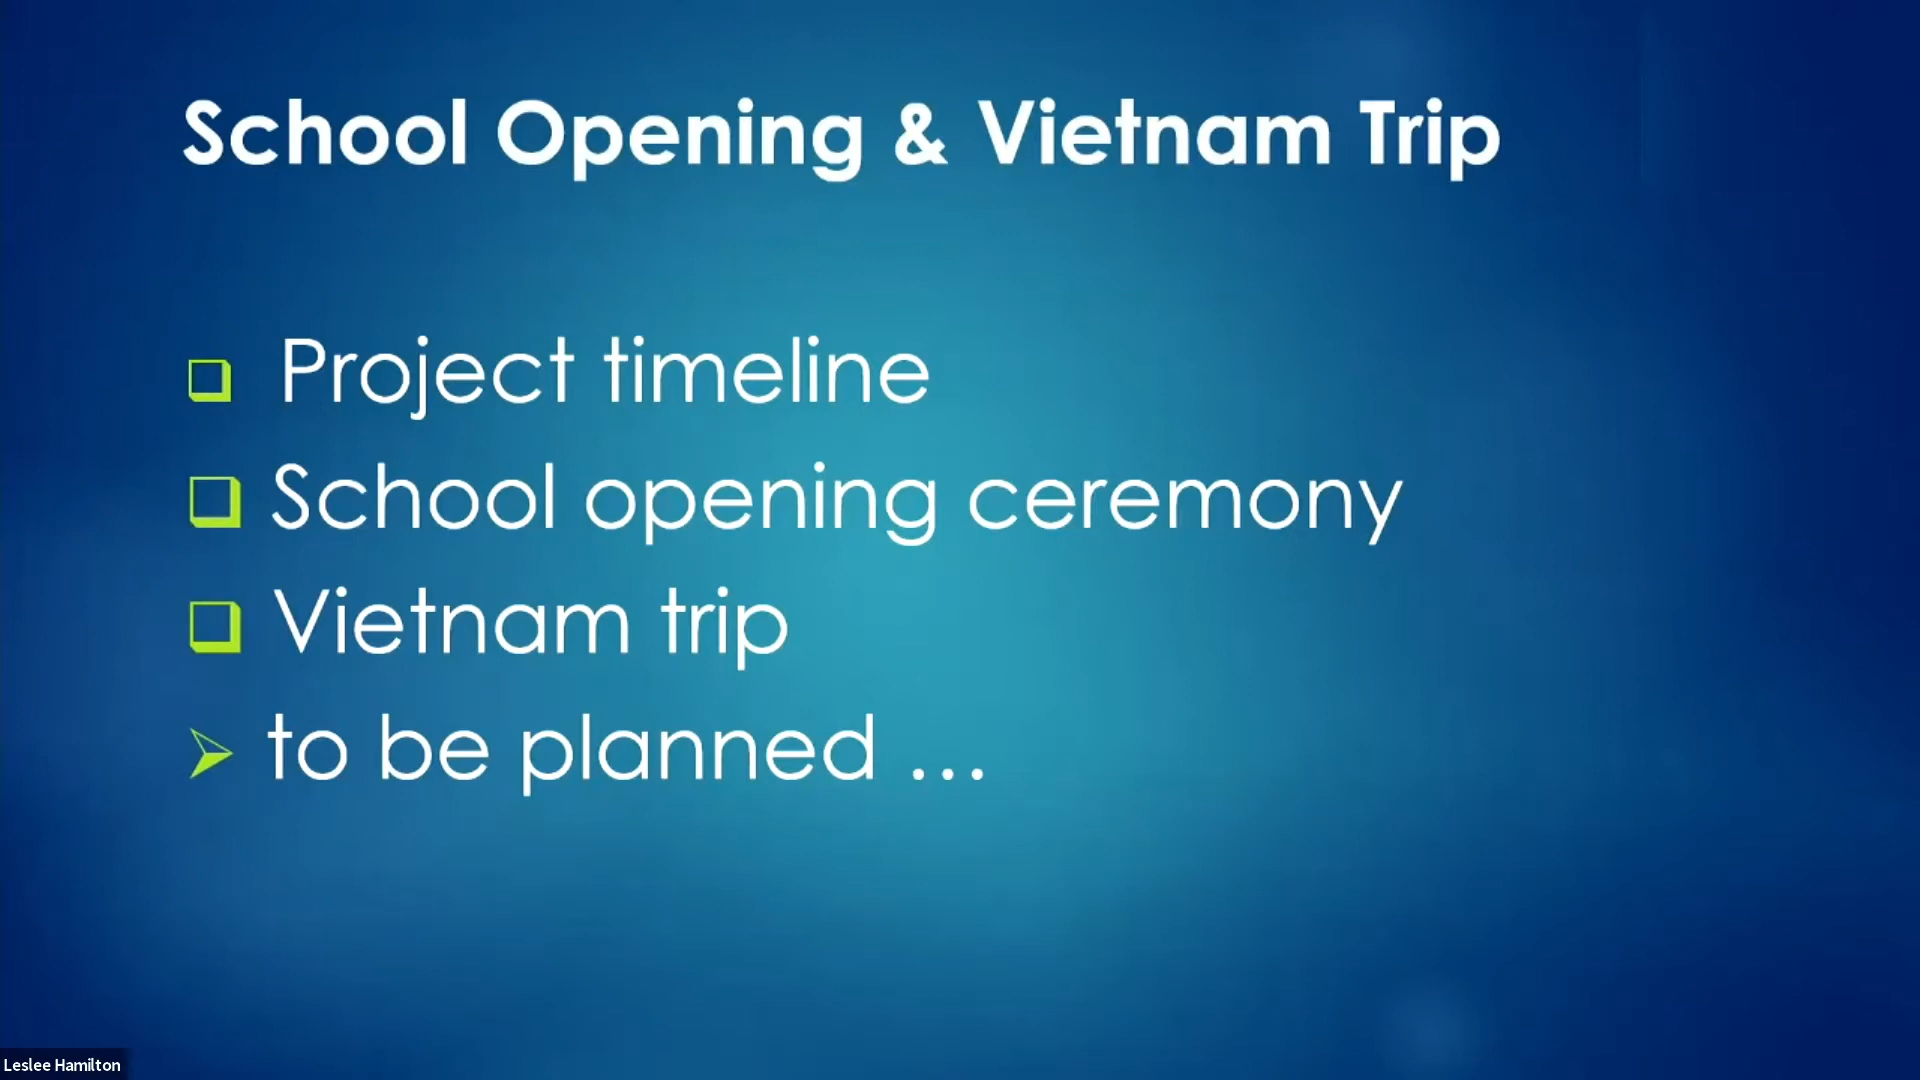 School Opening & Vietnam Trip
Project timeline
School opening ceremony
Vietnam trip
to be planned ...
Leslee Hamilton